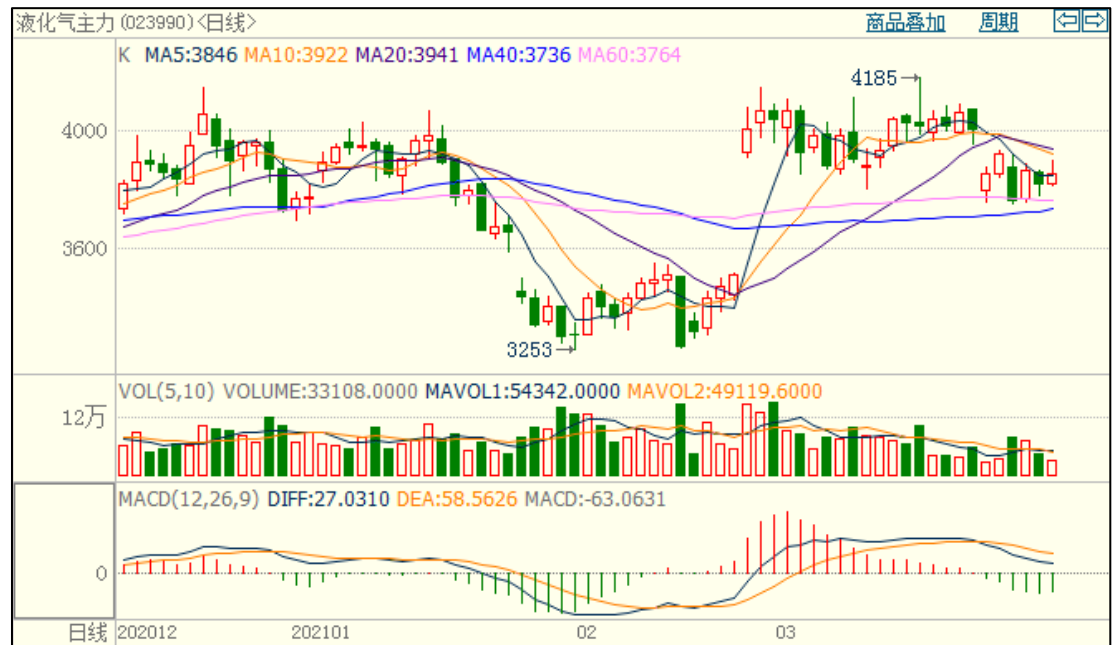 液化气主力(023990)<日线> 商品叠加 周期
K MA5:3846 MA10:3922 MA20:3941 MA40:3736 MA60:3764
4185
4000
3600
3253
VOL(5,10) VOLUME:33108.0000 MAVOL1:54342.0000 MAVOL2:49119.6000
12万
MACD(12,26,9) DIFF:27.0310 DEA:58.5626 MACD:-63.0631
0
日线 202012 202101 02 03